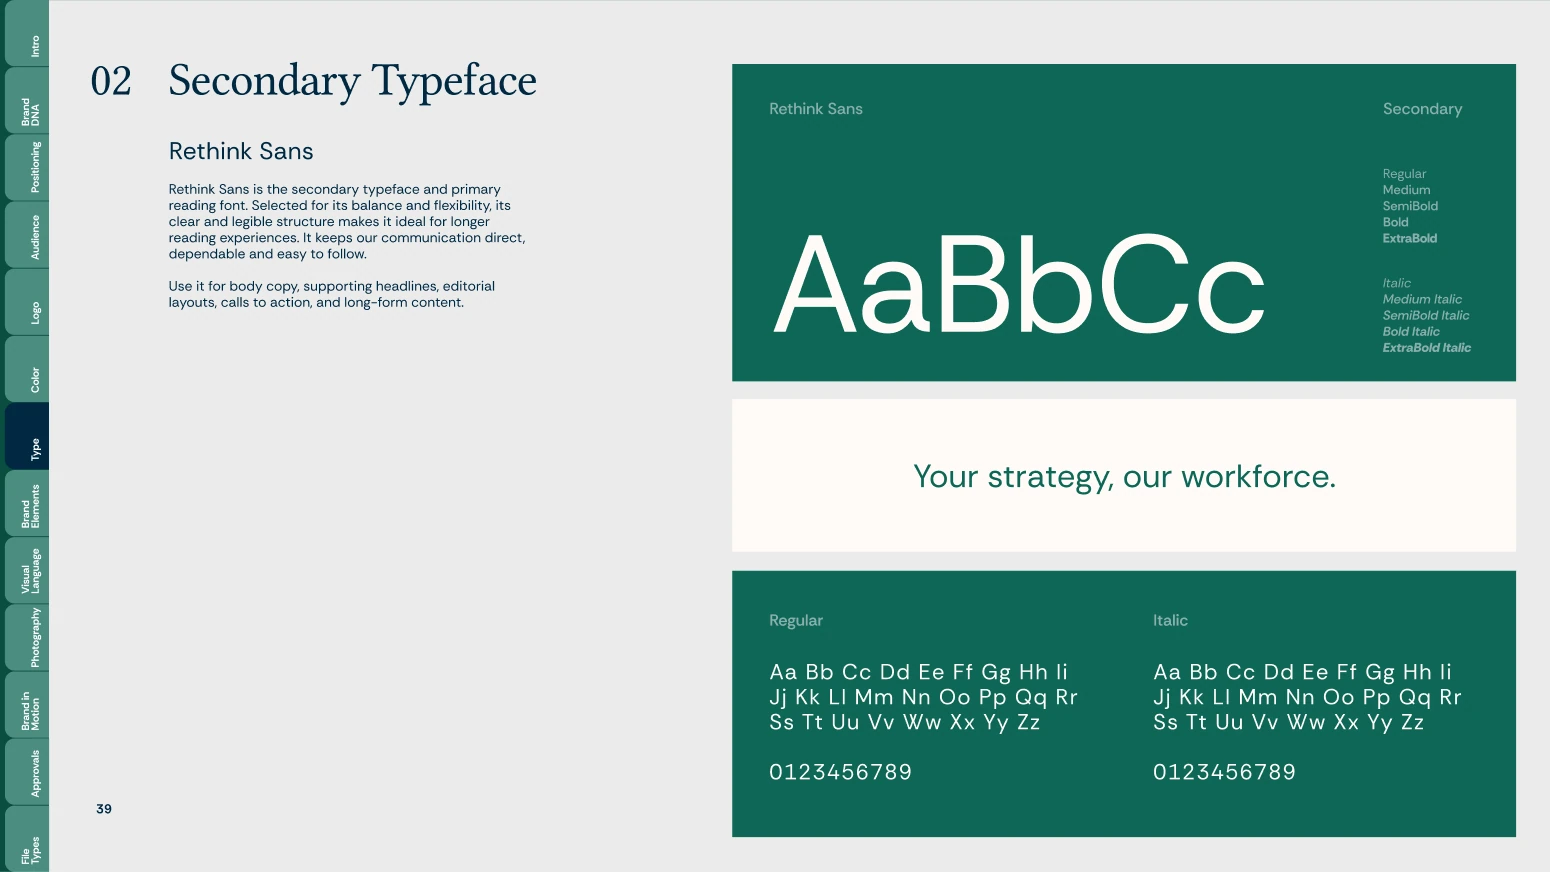 Intro
Brand
DNA
Positioning
Audience
Logo
Color
Type
Brand
Elements
Visual
Language
Photography
Brand in
Motion
Approvals
File
Types
02 Secondary Typeface
Rethink Sans
Rethink Sans is the secondary typeface and primary
reading font. Selected for its balance and flexibility, its
clear and legible structure makes it ideal for longer
reading experiences. It keeps our communication direct,
dependable and easy to follow.
Use it for body copy, supporting headlines, editorial
layouts, calls to action, and long-form content.
39
Rethink Sans
Secondary
AaBbCc
Regular
Medium
SemiBold
Bold
ExtraBold
Italic
Medium Italic
SemiBold Italic
Bold Italic
ExtraBold Italic
Your strategy, our workforce.
Regular
Aa Bb Cc Dd Ee Ff Gg Hh Ii
Jj Kk Ll Mm Nn Oo Pp Qq Rr
Ss Tt Uu Vv Ww Xx Yy Zz
0123456789
Italic
Aa Bb Cc Dd Ee Ff Gg Hh Ii
Jj Kk Ll Mm Nn Oo Pp Qq Rr
Ss Tt Uu Vv Ww Xx Yy Zz
0123456789